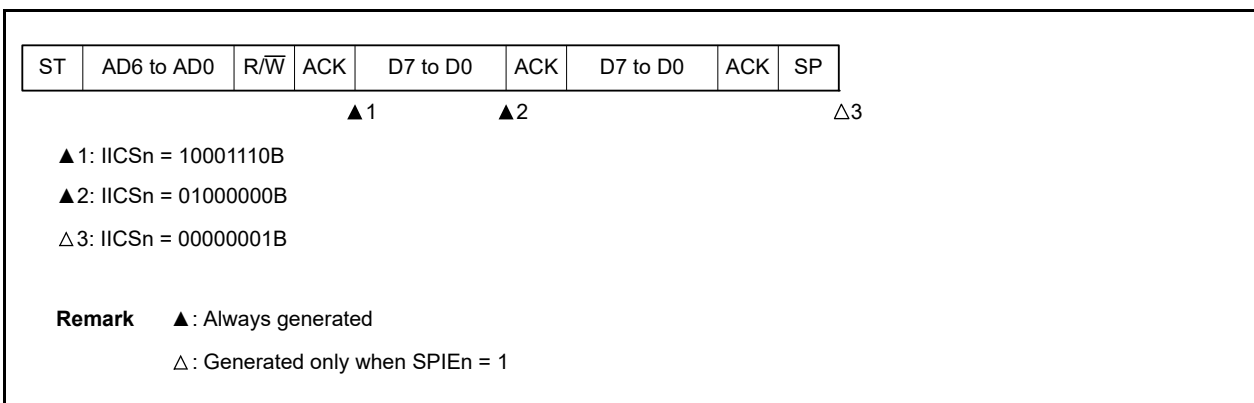 ST AD6 to AD0 R/W̅ ACK D7 to D0 ACK D7 to D0 ACK SP
▲1 ▲2 △3
▲1: IICSn = 10001110B
▲2: IICSn = 01000000B
△3: IICSn = 00000001B
Remark ▲: Always generated
△: Generated only when SPIEn = 1